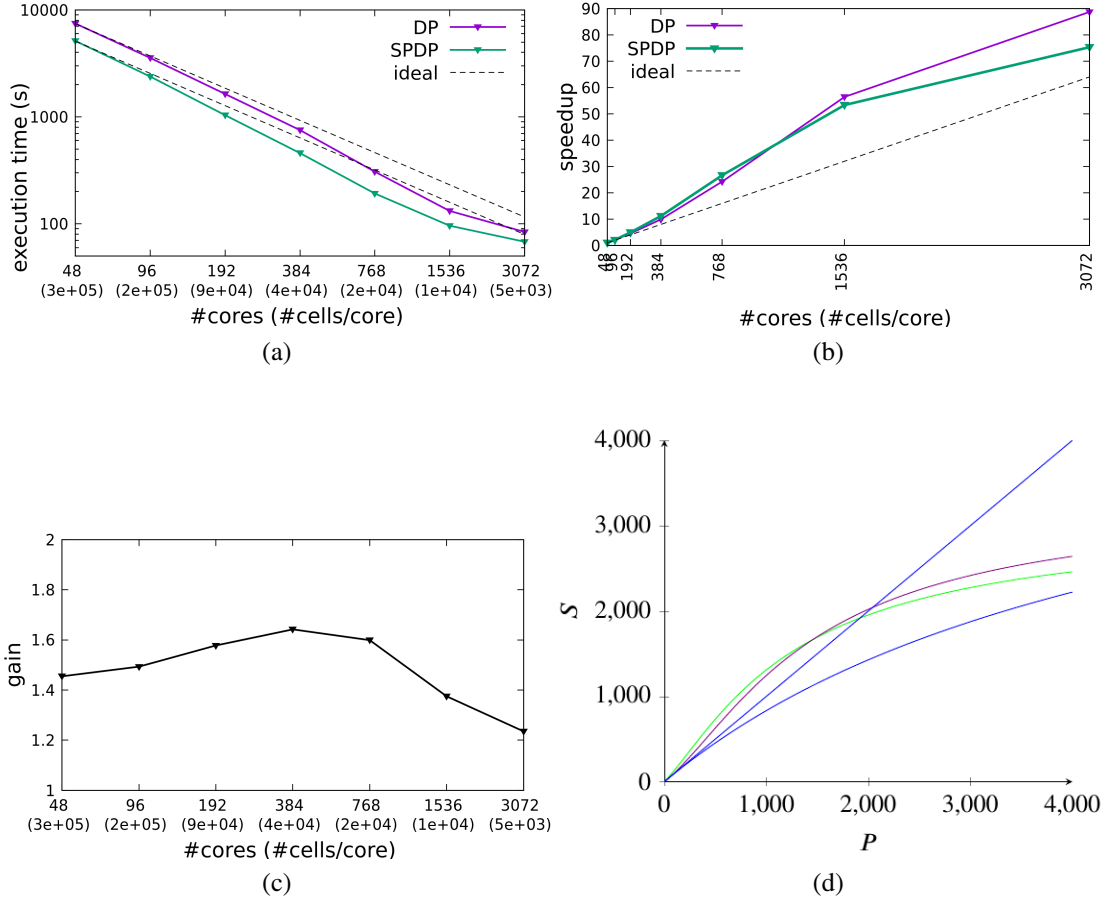 10000
1000
100
execution time (s)
DP
SPDP
ideal
48 96 192 384 768 1536 3072
(3e+05) (2e+05) (9e+04) (4e+04) (2e+04) (1e+04) (5e+03)
#cores (#cells/core)
(a)
90
80
70
60
50
40
30
20
10
0
speedup
DP
SPDP
ideal
48 96 192 384 768 1536 3072
#cores (#cells/core)
(b)
2
1.8
1.6
1.4
1.2
1
gain
48 96 192 384 768 1536 3072
(3e+05) (2e+05) (9e+04) (4e+04) (2e+04) (1e+04) (5e+03)
#cores (#cells/core)
(c)
4,000
3,000
2,000
1,000
0
S
0 1,000 2,000 3,000 4,000
P
(d)